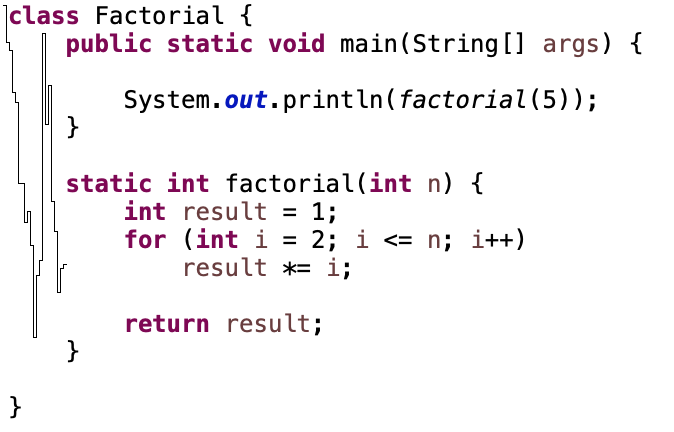 class Factorial {
    public static void main(String[] args) {

        System.out.println(factorial(5));
    }

    static int factorial(int n) {
        int result = 1;
        for (int i = 2; i <= n; i++)
            result *= i;

        return result;
    }

}